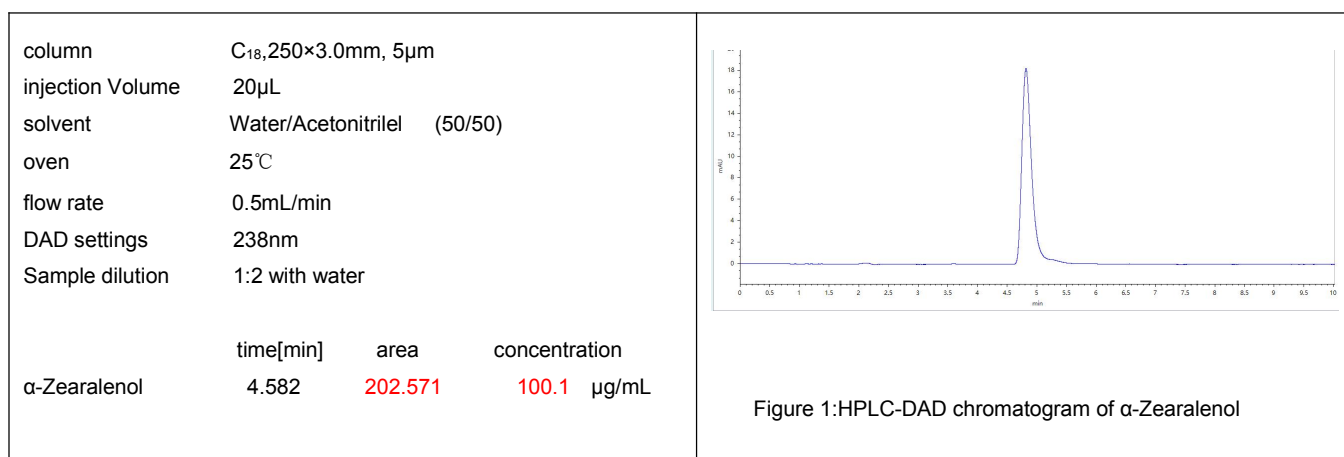 column C₁₈,250×3.0mm, 5µm
injection Volume 20µL
solvent Water/Acetonitrilel (50/50)
oven 25℃
flow rate 0.5mL/min
DAD settings 238nm
Sample dilution 1:2 with water
time[min] area concentration
α-Zearalenol 4.582 202.571 100.1 µg/mL
18
16
14
12
10
8
6
4
2
0
mAU
0 0.5 1 1.5 2 2.5 3 3.5 4 4.5 5 5.5 6 6.5 7 7.5 8 8.5 9 9.5 10
min
Figure 1:HPLC-DAD chromatogram of α-Zearalenol